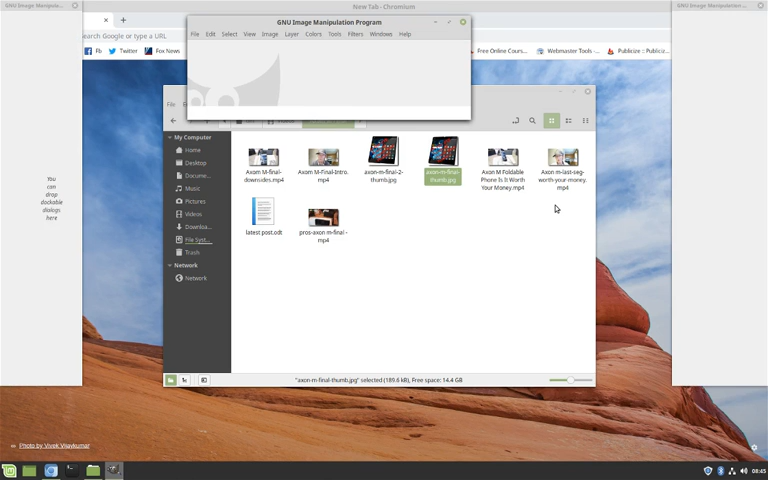 GNU Image Manipulation ...
New Tab - Chromium
GNU Image Manipulation ...
Search Google or type a URL
Fb
Twitter
Fox News
Free Online Cours...
Webmaster Tools -...
Publicize :: Publiciz...
GNU Image Manipulation Program
File Edit Select View Image Layer Colors Tools Filters Windows Help
File
You
can
drop
dockable
dialogs
here
My Computer
Home
Desktop
Docume...
Music
Pictures
Videos
Downloa...
File Syst...
Trash
Network
Network
Axom M-final-
downsides.mp4
Axom M-Final-Intro.
mp4
axon-m-final-2-
thumb.jpg
axon-m-final-
thumb.jpg
Axon M Foldable
Phone Is It Worth
Your Money.mp4
Axon m-last-seg-
worth-your-money.
mp4
latest post.odt
pros-axon m-final-
mp4
"axon-m-final-thumb.jpg" selected (189.6 kB), Free space: 14.4 GB
Photo by Vivek Vijaykumar
08:45